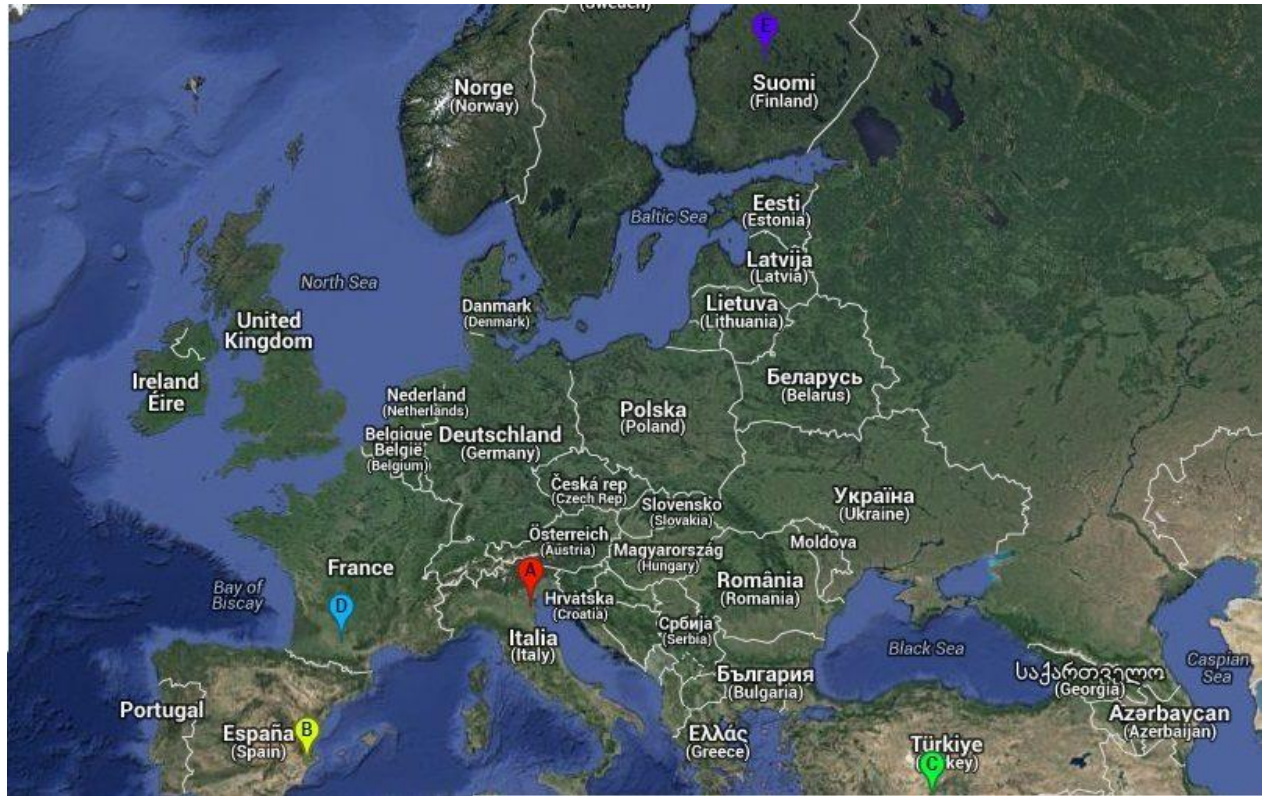 (Sweden)
E
Norge
(Norway)
Suomi
(Finland)
Eesti
(Estonia)
Baltic Sea
Latvija
(Latvia)
North Sea
Danmark
(Denmark)
Lietuva
(Lithuania)
United
Kingdom
Ireland
Éire
Беларусь
(Belarus)
Nederland
(Netherlands)
Polska
(Poland)
Belgique
België
(Belgium)
Deutschland
(Germany)
Česká rep
(Czech Rep)
Slovensko
(Slovakia)
Україна
(Ukraine)
Österreich
(Austria)
Magyarország
(Hungary)
Moldova
France
A
România
(Romania)
Bay of
Biscay
D
Hrvatska
(Croatia)
Србија
(Serbia)
Italia
(Italy)
Black Sea
Caspian
Sea
საქართველო
(Georgia)
България
(Bulgaria)
Portugal
Azərbaycan
(Azerbaijan)
España
(Spain)
B
Ελλάς
(Greece)
Türkiye
C